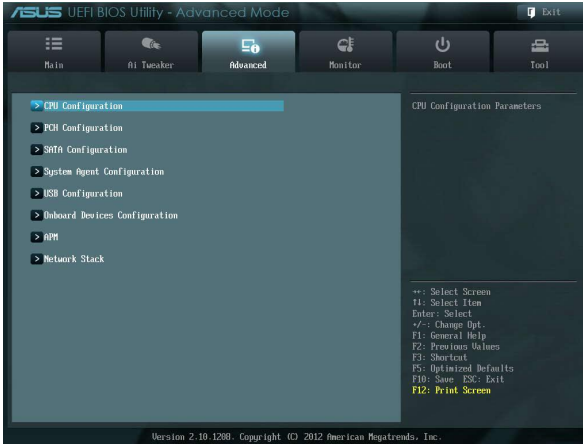 ASUS UEFI BIOS Utility - Advanced Mode
Exit
Main
Ai Tweaker
Advanced
Monitor
Boot
Tool
> CPU Configuration
> PCH Configuration
> SATA Configuration
> System Agent Configuration
> USB Configuration
> Onboard Devices Configuration
> APM
> Network Stack
CPU Configuration Parameters
→←: Select Screen
↑↓: Select Item
Enter: Select
+/-: Change Opt.
F1: General Help
F2: Previous Values
F3: Shortcut
F5: Optimized Defaults
F10: Save ESC: Exit
F12: Print Screen
Version 2.10.1208. Copyright (C) 2012 American Megatrends, Inc.